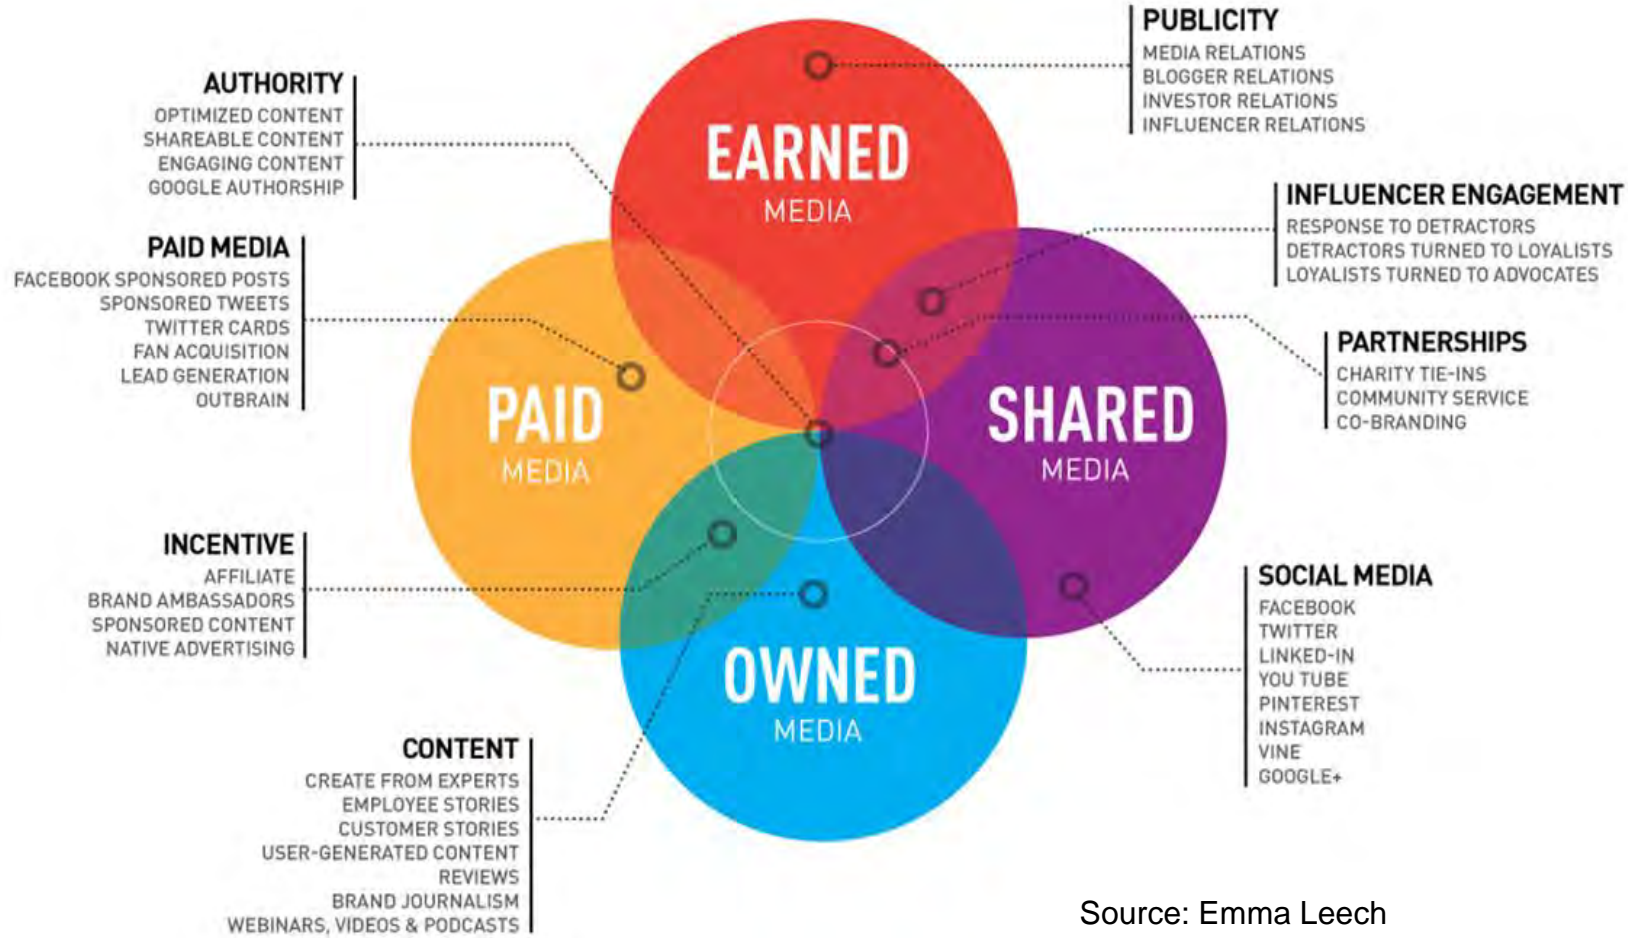 PUBLICITY
MEDIA RELATIONS
BLOGGER RELATIONS
INVESTOR RELATIONS
INFLUENCER RELATIONS
AUTHORITY
OPTIMIZED CONTENT
SHAREABLE CONTENT
ENGAGING CONTENT
GOOGLE AUTHORSHIP
EARNED
MEDIA
INFLUENCER ENGAGEMENT
RESPONSE TO DETRACTORS
DETRACTORS TURNED TO LOYALISTS
LOYALISTS TURNED TO ADVOCATES
PAID MEDIA
FACEBOOK SPONSORED POSTS
SPONSORED TWEETS
TWITTER CARDS
FAN ACQUISITION
LEAD GENERATION
OUTBRAIN
PARTNERSHIPS
CHARITY TIE-INS
COMMUNITY SERVICE
CO-BRANDING
PAID
MEDIA
SHARED
MEDIA
INCENTIVE
AFFILIATE
BRAND AMBASSADORS
SPONSORED CONTENT
NATIVE ADVERTISING
SOCIAL MEDIA
FACEBOOK
TWITTER
LINKED-IN
YOU TUBE
PINTEREST
INSTAGRAM
VINE
GOOGLE+
OWNED
MEDIA
CONTENT
CREATE FROM EXPERTS
EMPLOYEE STORIES
CUSTOMER STORIES
USER-GENERATED CONTENT
REVIEWS
BRAND JOURNALISM
WEBINARS, VIDEOS & PODCASTS
Source: Emma Leech